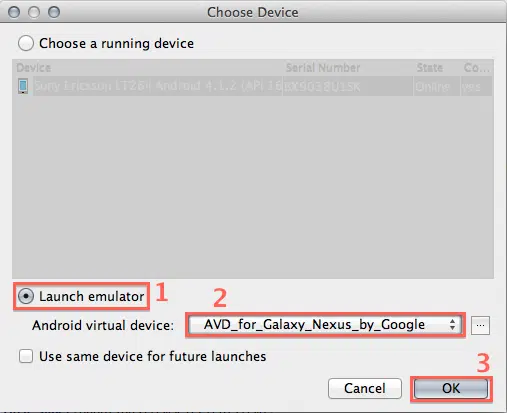 Choose Device
Choose a running device
Device Serial Number State Co...
Sony Ericsson LT26i Android 4.1.2 (API 16 Online yes
Launch emulator 1
2
Android virtual device: AVD_for_Galaxy_Nexus_by_Google ...
Use same device for future launches
3
Cancel OK